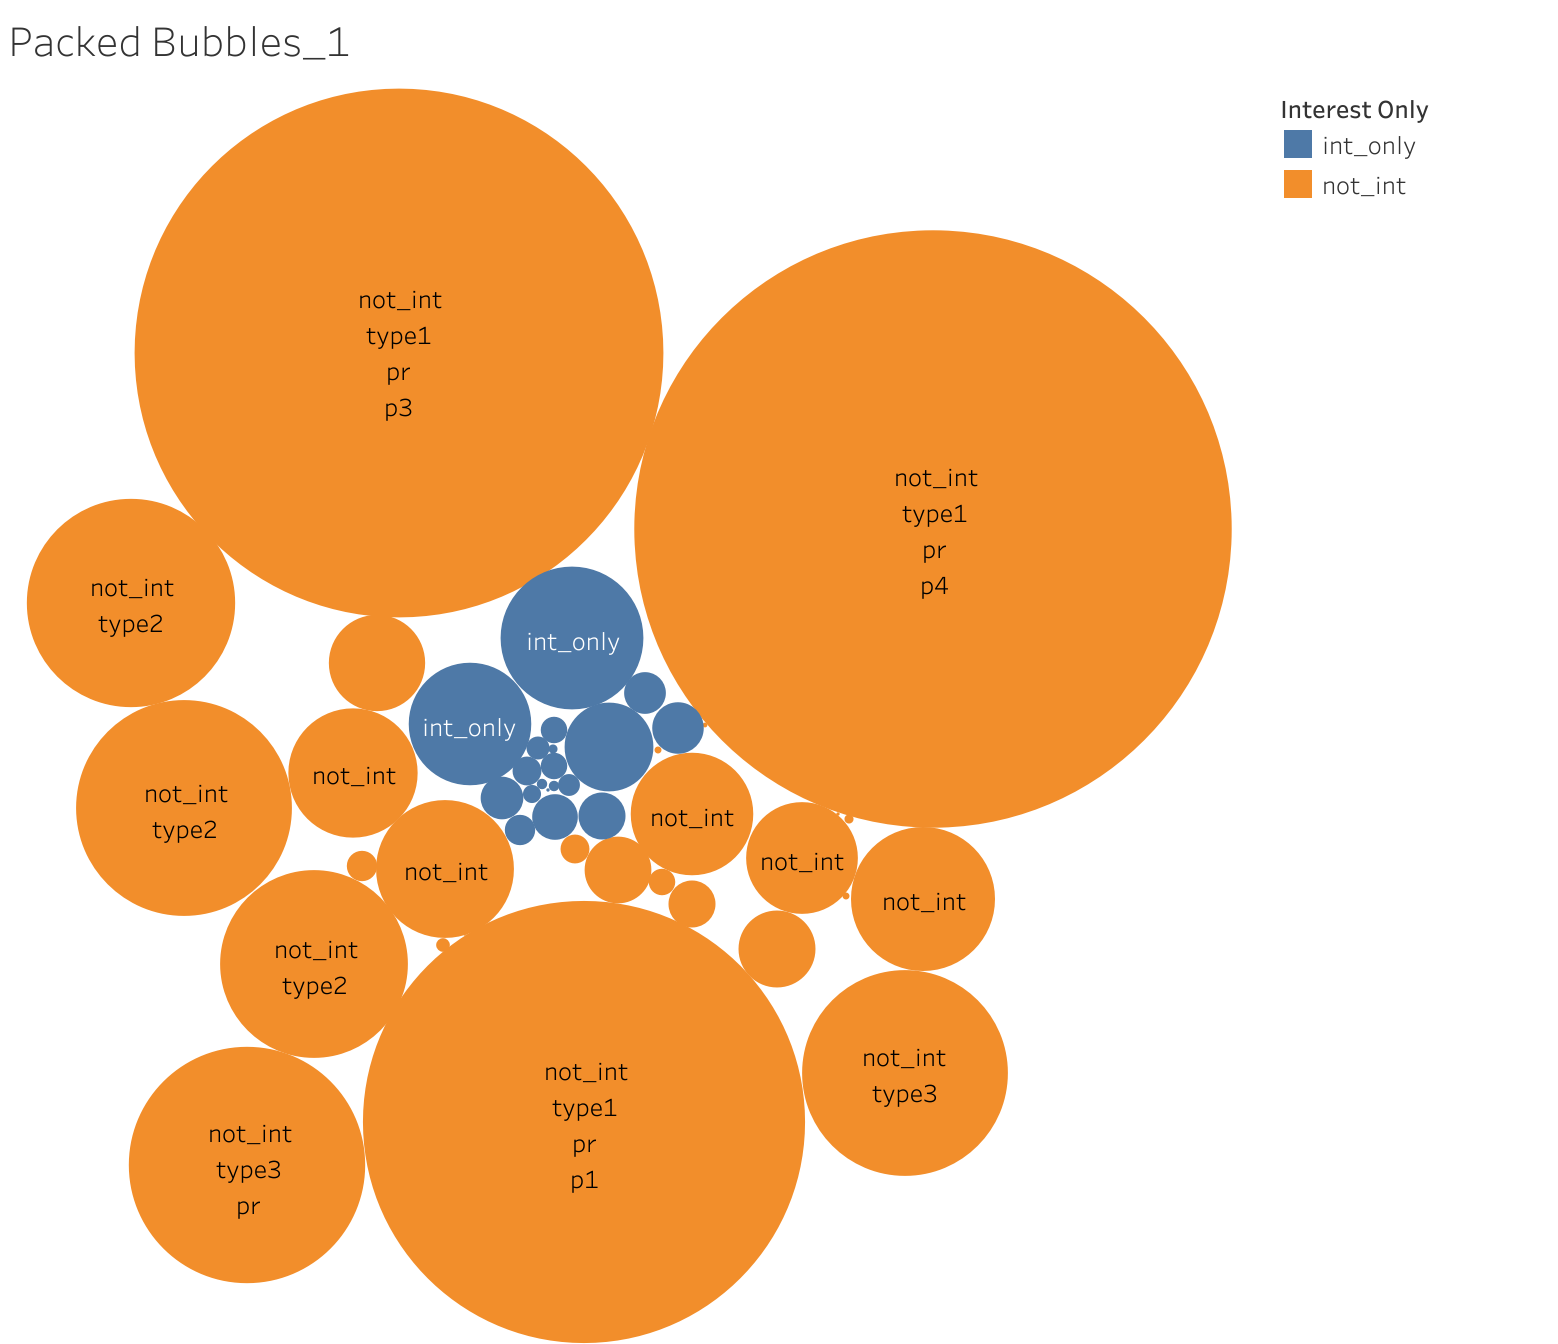 Packed Bubbles_1
Interest Only
int_only
not_int
not_int
type1
pr
p3
not_int
type1
pr
p4
not_int
type2
int_only
int_only
not_int
not_int
type2
not_int
not_int
not_int
not_int
not_int
type2
not_int
type3
not_int
type1
pr
p1
not_int
type3
pr